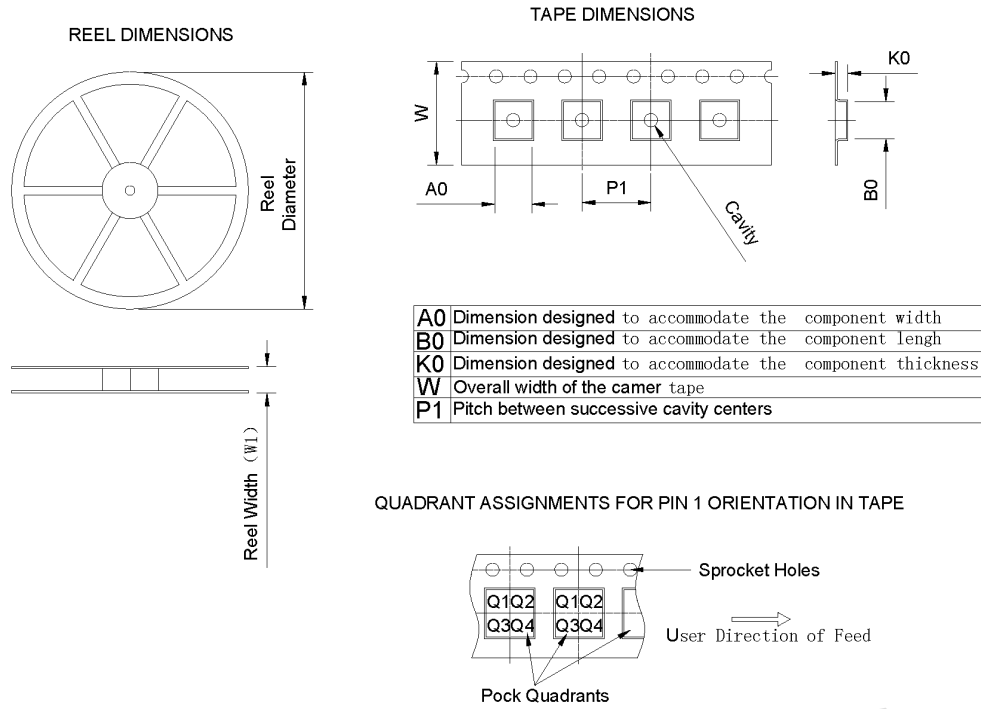 REEL DIMENSIONS
Reel
Diameter
Reel Width (W1)
TAPE DIMENSIONS
W
A0
P1
Cavity
K0
B0
A0 Dimension designed to accommodate the component width
B0 Dimension designed to accommodate the component lengh
K0 Dimension designed to accommodate the component thickness
W Overall width of the camer tape
P1 Pitch between successive cavity centers
QUADRANT ASSIGNMENTS FOR PIN 1 ORIENTATION IN TAPE
Sprocket Holes
Q1Q2 Q1Q2
Q3Q4 Q3Q4
User Direction of Feed
Pock Quadrants